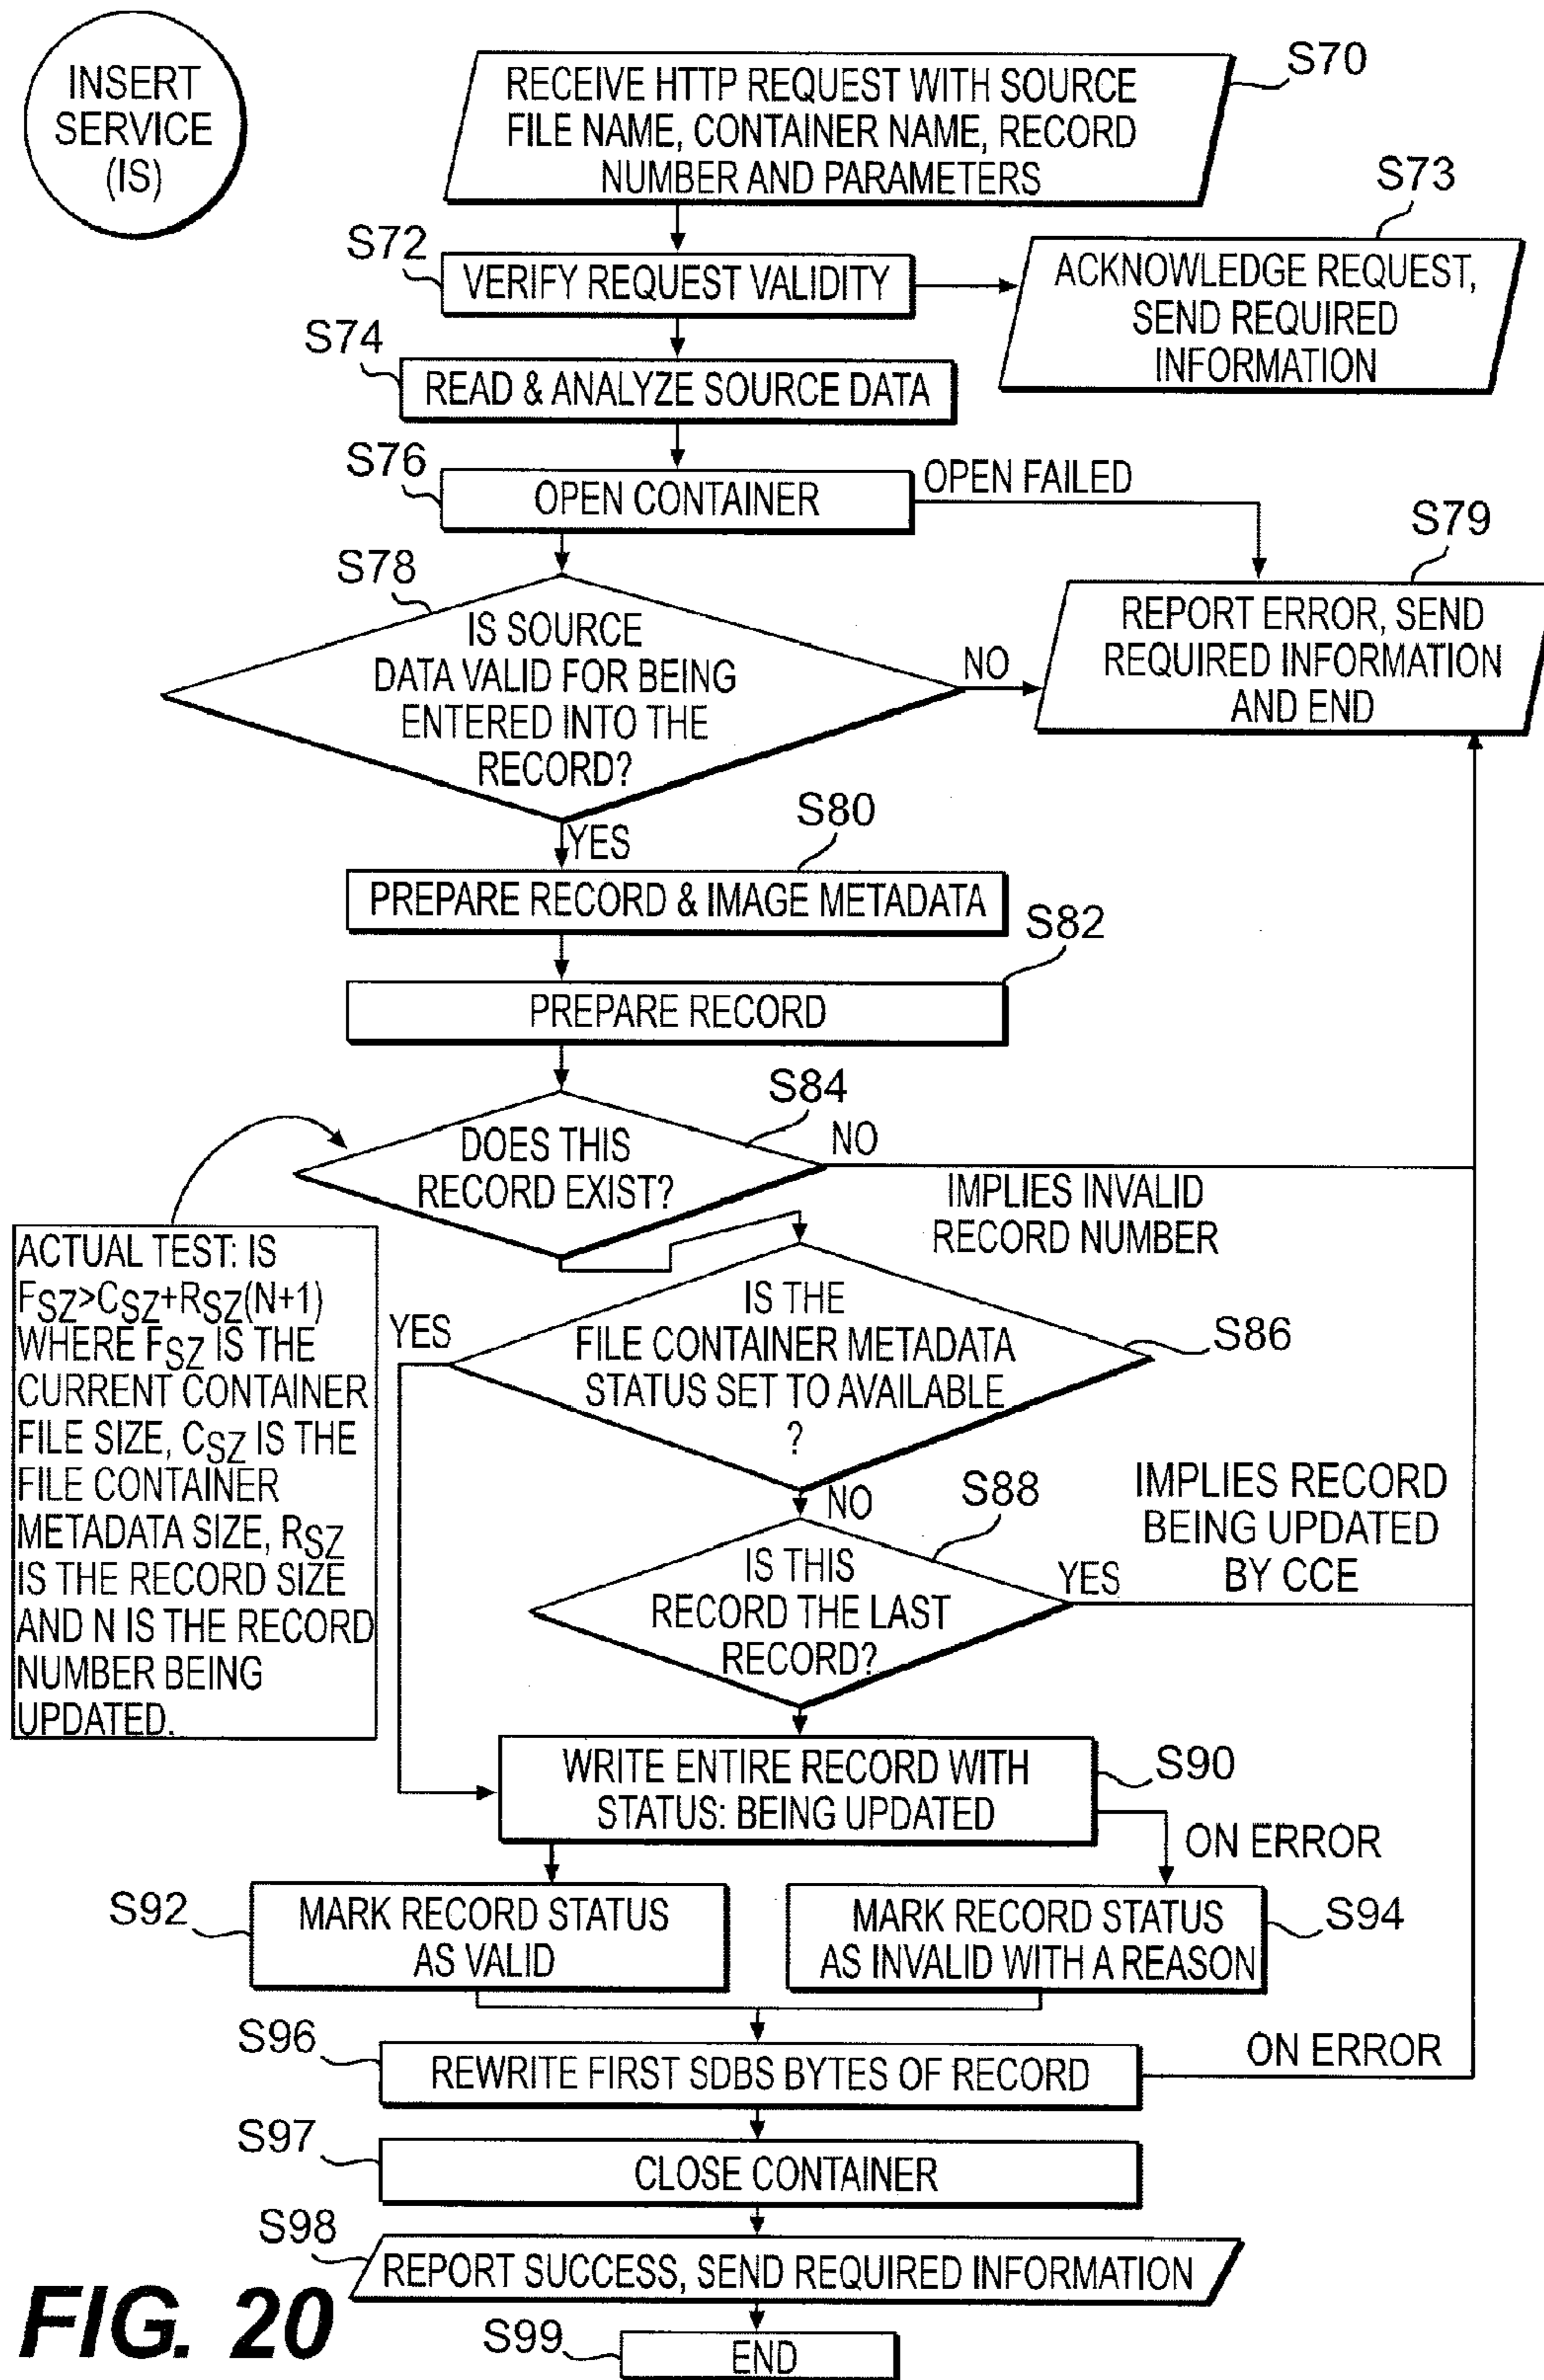 INSERT
SERVICE
(IS)
RECEIVE HTTP REQUEST WITH SOURCE
FILE NAME, CONTAINER NAME, RECORD
NUMBER AND PARAMETERS
S70
S72
VERIFY REQUEST VALIDITY
S73
ACKNOWLEDGE REQUEST,
SEND REQUIRED
INFORMATION
S74
READ & ANALYZE SOURCE DATA
S76
OPEN CONTAINER
OPEN FAILED
S78
IS SOURCE
DATA VALID FOR BEING
ENTERED INTO THE
RECORD?
NO
S79
REPORT ERROR, SEND
REQUIRED INFORMATION
AND END
YES
S80
PREPARE RECORD & IMAGE METADATA
S82
PREPARE RECORD
S84
DOES THIS
RECORD EXIST?
NO
IMPLIES INVALID
RECORD NUMBER
ACTUAL TEST: IS
FSZ>CSZ+RSZ(N+1)
WHERE FSZ IS THE
CURRENT CONTAINER
FILE SIZE, CSZ IS THE
FILE CONTAINER
METADATA SIZE, RSZ
IS THE RECORD SIZE
AND N IS THE RECORD
NUMBER BEING
UPDATED.
YES
IS THE
FILE CONTAINER METADATA
STATUS SET TO AVAILABLE
?
S86
NO
S88
IS THIS
RECORD THE LAST
RECORD?
YES
IMPLIES RECORD
BEING UPDATED
BY CCE
WRITE ENTIRE RECORD WITH
STATUS: BEING UPDATED
S90
ON ERROR
S92
MARK RECORD STATUS
AS VALID
MARK RECORD STATUS
AS INVALID WITH A REASON
S94
S96
REWRITE FIRST SDBS BYTES OF RECORD
ON ERROR
S97
CLOSE CONTAINER
S98
REPORT SUCCESS, SEND REQUIRED INFORMATION
S99
END
FIG. 20